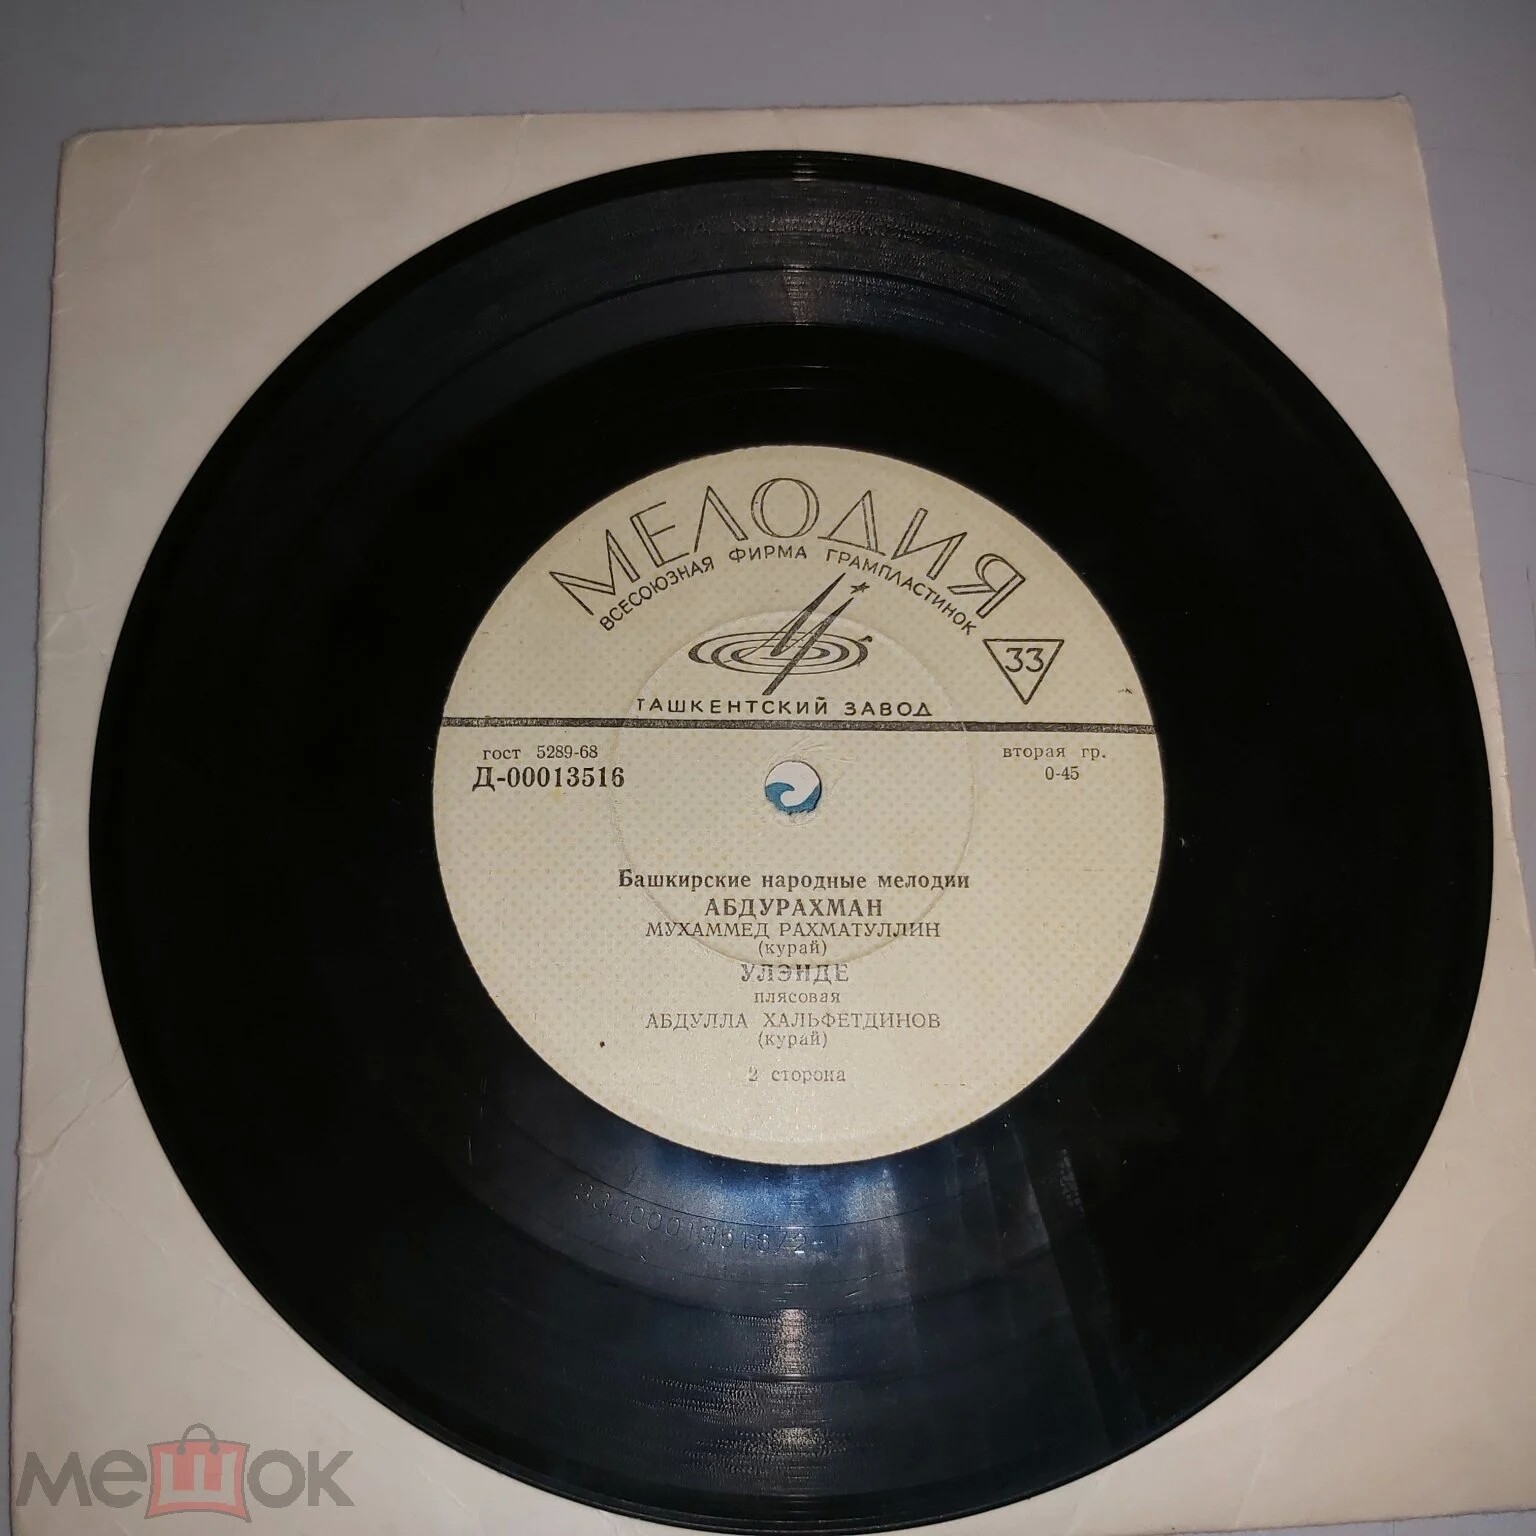 МЕЛОДИЯ
ВСЕСОЮЗНАЯ ФИРМА ГРАМПЛАСТИНОК
33
ТАШКЕНТСКИЙ ЗАВОД
гост 5289-68
вторая гр.
Д-00013516
0-45
Башкирские народные мелодии
АБДУРАХМАН
МУХАММЕД РАХМАТУЛЛИН
(курай)
УЛЭНДЕ
плясовая
АБДУЛЛА ХАЛЬФЕТДИНОВ
(курай)
2 сторона
мешок